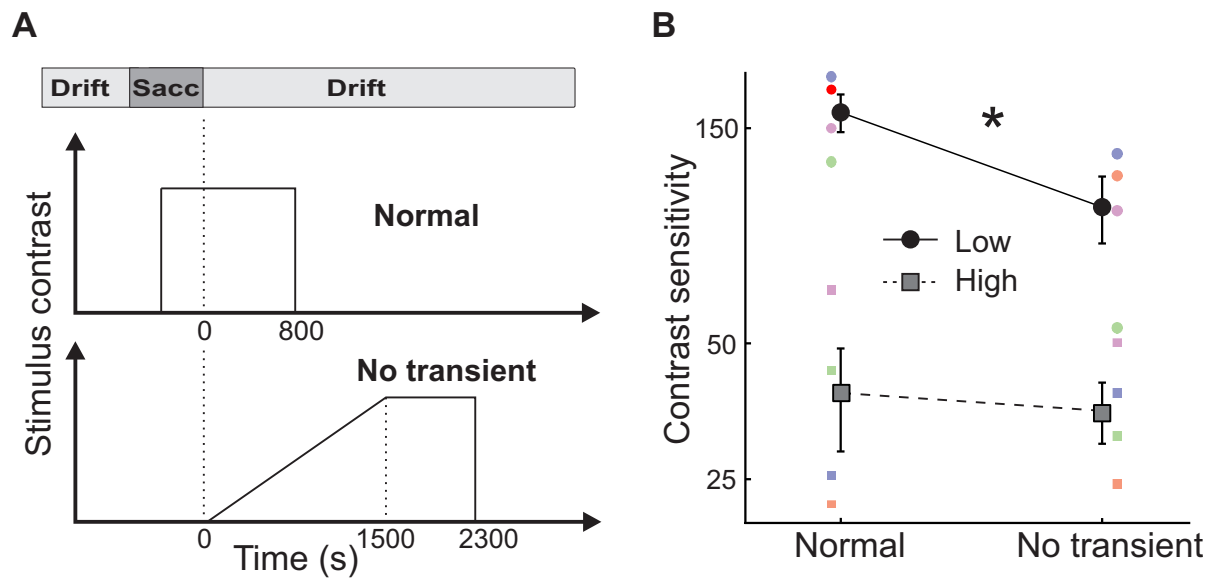 A
Drift Sacc Drift
Stimulus contrast
Normal
0 800
No transient
0 1500 2300
Time (s)
B
Contrast sensitivity
150
50
25
*
Low
High
Normal No transient